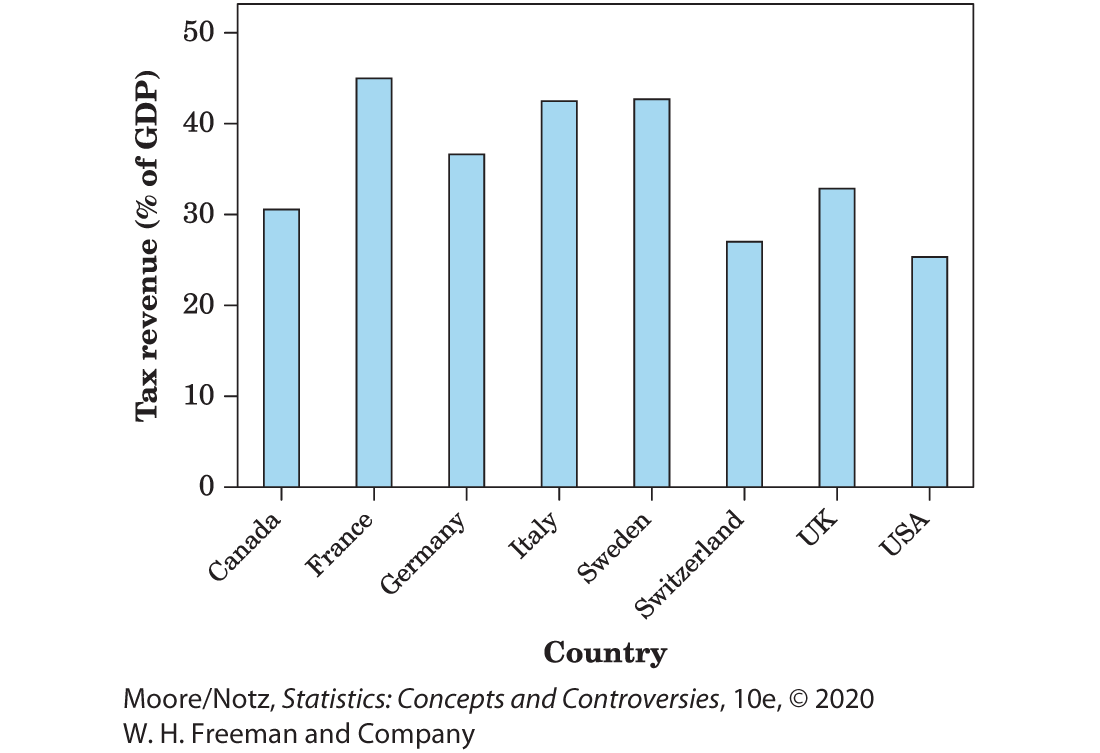 50
40
30
20
10
0
Tax revenue (% of GDP)
Canada
France
Germany
Italy
Sweden
Switzerland
UK
USA
Country
Moore/Notz, Statistics: Concepts and Controversies, 10e, © 2020
W. H. Freeman and Company